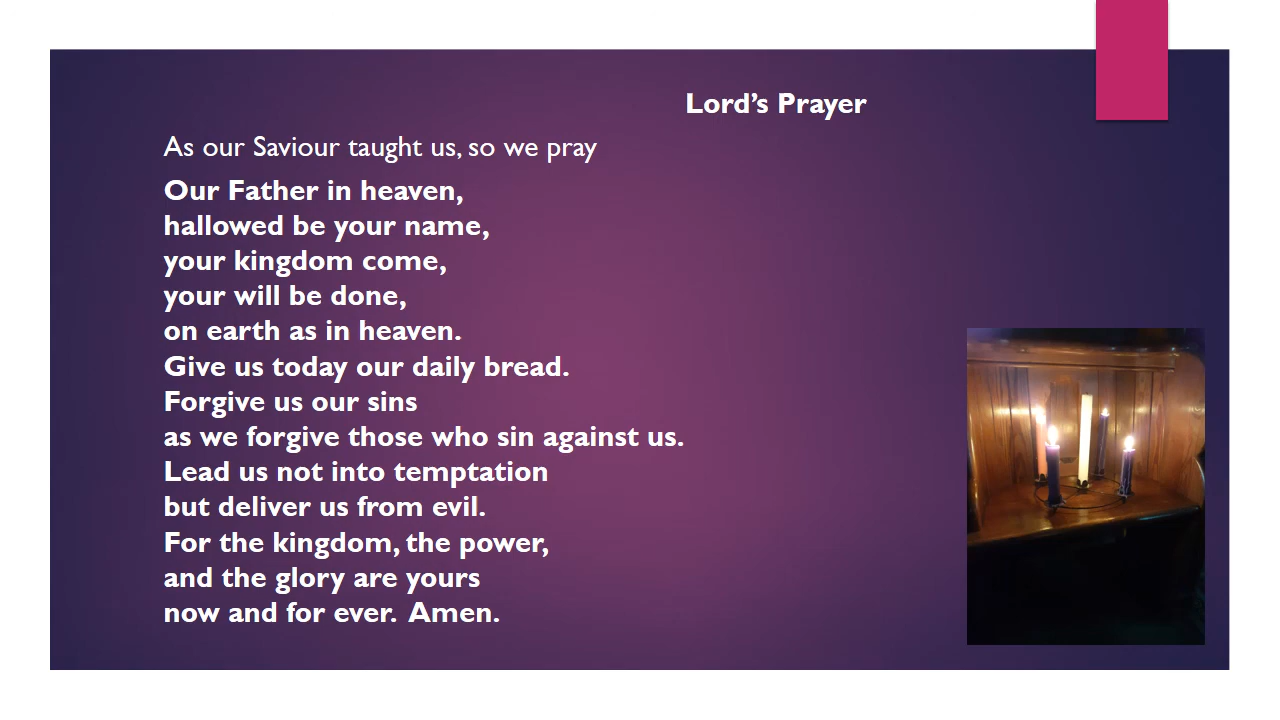 Lord’s Prayer
As our Saviour taught us, so we pray
Our Father in heaven,
hallowed be your name,
your kingdom come,
your will be done,
on earth as in heaven.
Give us today our daily bread.
Forgive us our sins
as we forgive those who sin against us.
Lead us not into temptation
but deliver us from evil.
For the kingdom, the power,
and the glory are yours
now and for ever.  Amen.